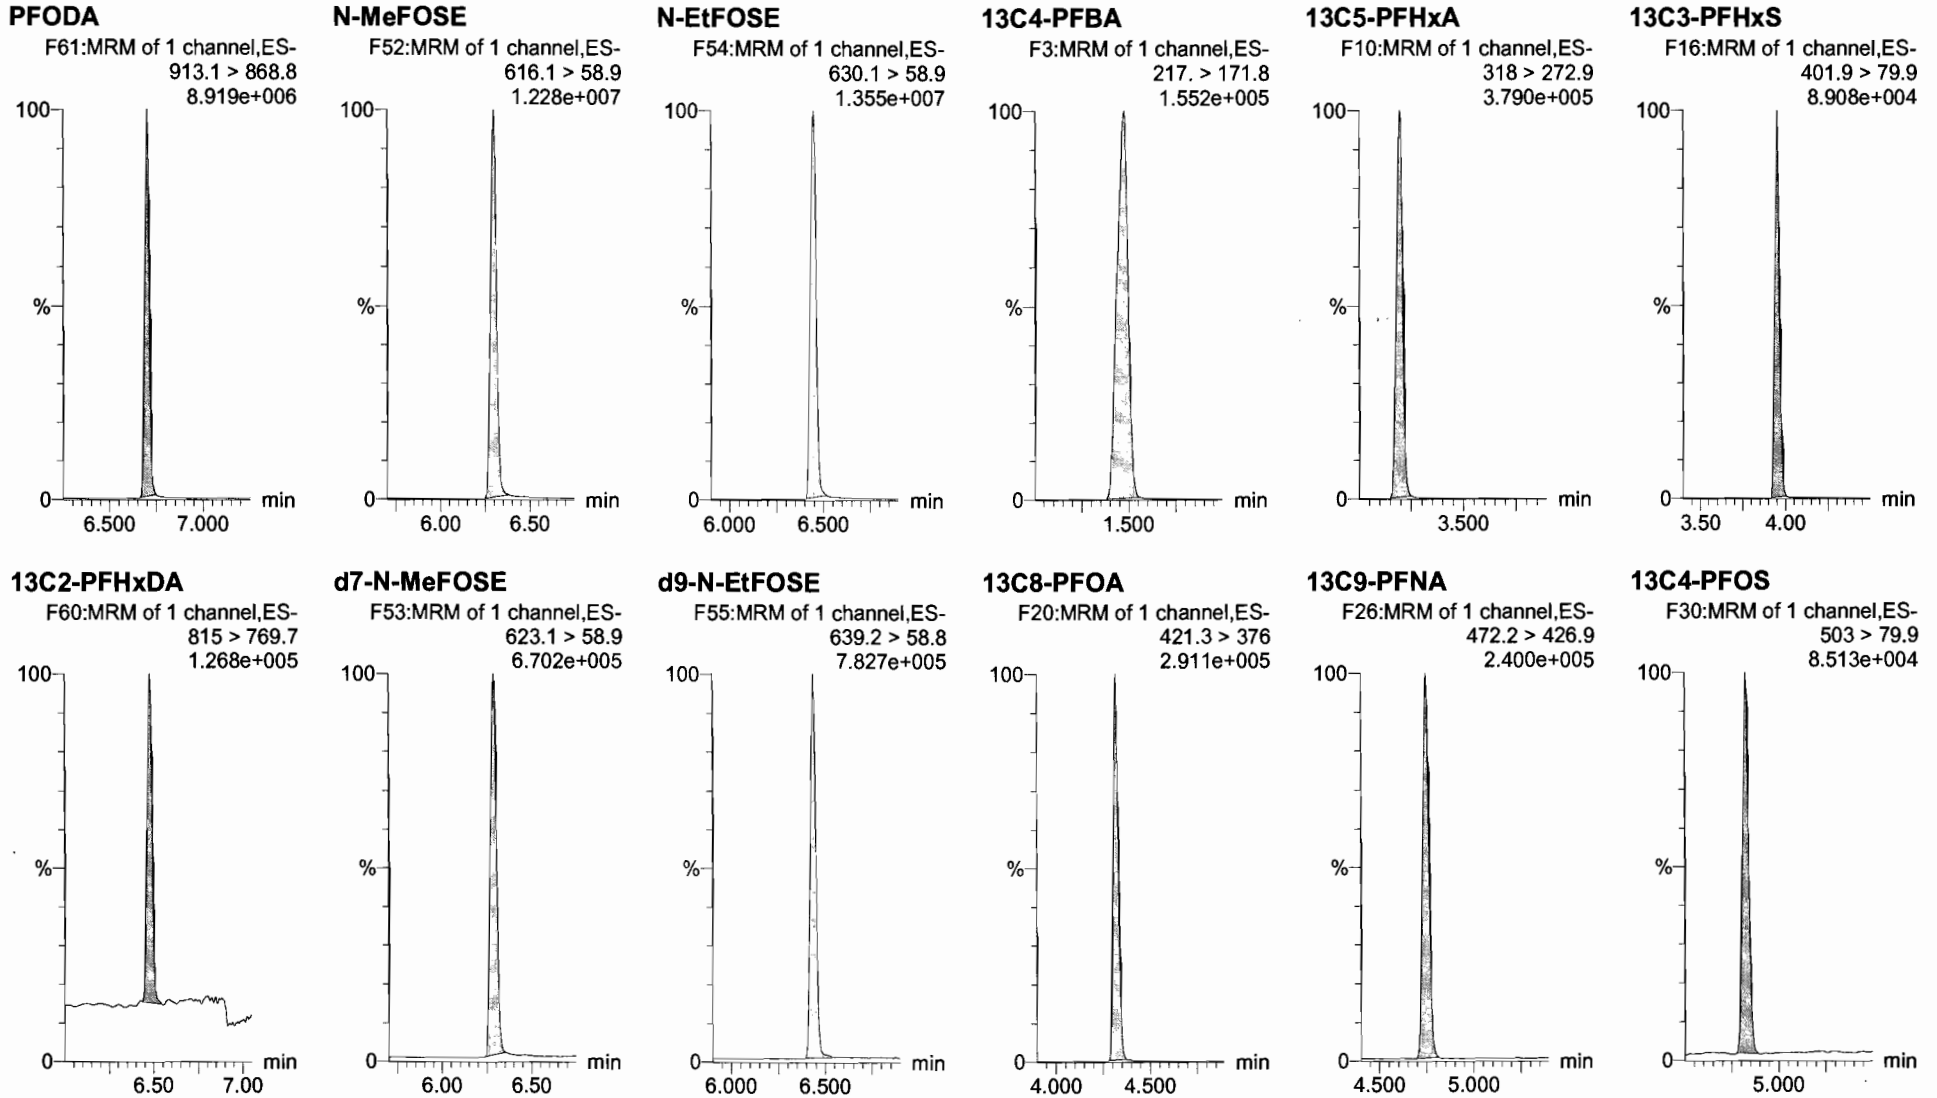 PFODA
F61:MRM of 1 channel,ES-
913.1 > 868.8
8.919e+006
100
%
0
min
6.500 7.000
N-MeFOSE
F52:MRM of 1 channel,ES-
616.1 > 58.9
1.228e+007
100
%
0
min
6.00 6.50
N-EtFOSE
F54:MRM of 1 channel,ES-
630.1 > 58.9
1.355e+007
100
%
0
min
6.000 6.500
13C4-PFBA
F3:MRM of 1 channel,ES-
217. > 171.8
1.552e+005
100
%
0
min
1.500
13C5-PFHxA
F10:MRM of 1 channel,ES-
318 > 272.9
3.790e+005
100
%
0
min
3.500
13C3-PFHxS
F16:MRM of 1 channel,ES-
401.9 > 79.9
8.908e+004
100
%
0
min
3.50 4.00
13C2-PFHxDA
F60:MRM of 1 channel,ES-
815 > 769.7
1.268e+005
100
%
0
min
6.50 7.00
d7-N-MeFOSE
F53:MRM of 1 channel,ES-
623.1 > 58.9
6.702e+005
100
%
0
min
6.00 6.50
d9-N-EtFOSE
F55:MRM of 1 channel,ES-
639.2 > 58.8
7.827e+005
100
%
0
min
6.000 6.500
13C8-PFOA
F20:MRM of 1 channel,ES-
421.3 > 376
2.911e+005
100
%
0
min
4.000 4.500
13C9-PFNA
F26:MRM of 1 channel,ES-
472.2 > 426.9
2.400e+005
100
%
0
min
4.500 5.000
13C4-PFOS
F30:MRM of 1 channel,ES-
503 > 79.9
8.513e+004
100
%
0
min
5.000